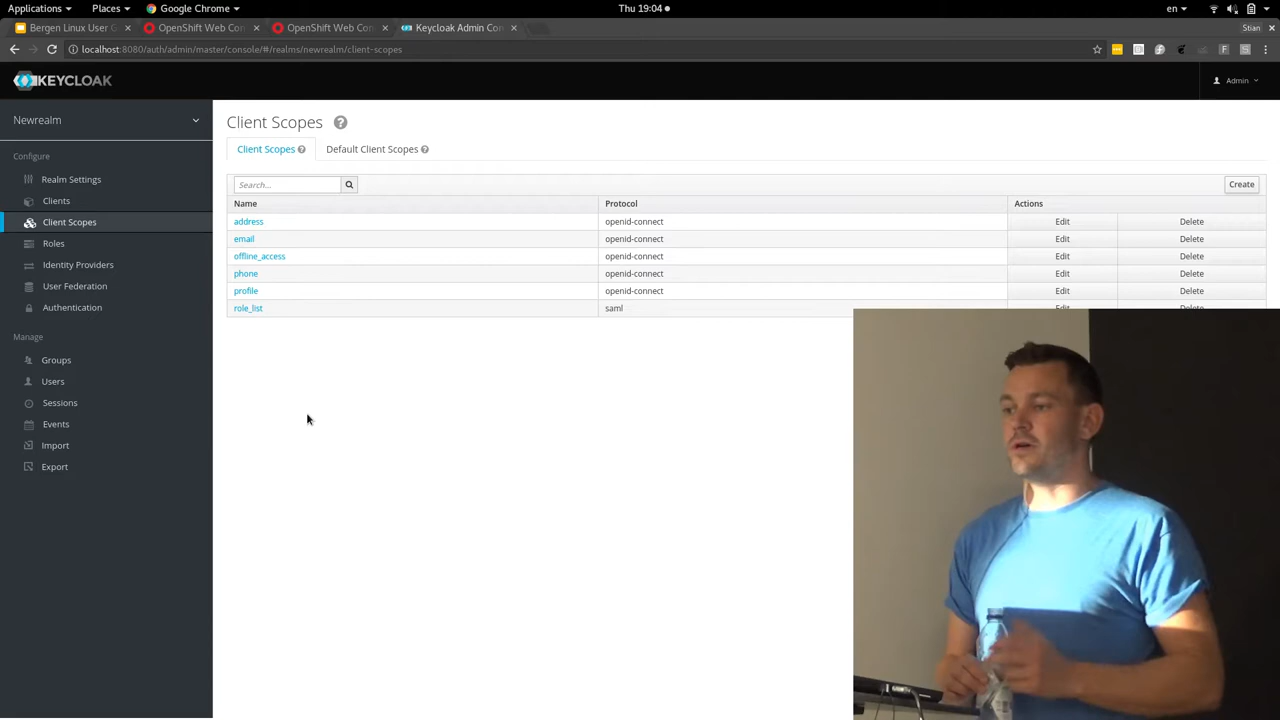 Applications Places Google Chrome Thu 19:04 en
Bergen Linux User G × OpenShift Web Con × OpenShift Web Con × Keycloak Admin Con × Stian
localhost:8080/auth/admin/master/console/#/realms/newrealm/client-scopes
KEYCLOAK Admin
Newrealm
Configure
Realm Settings
Clients
Client Scopes
Roles
Identity Providers
User Federation
Authentication
Manage
Groups
Users
Sessions
Events
Import
Export
Client Scopes ?
Client Scopes ? Default Client Scopes ?
Search... Create
Name Protocol Actions
address openid-connect Edit Delete
email openid-connect Edit Delete
offline_access openid-connect Edit Delete
phone openid-connect Edit Delete
profile openid-connect Edit Delete
role_list saml Edit Delete